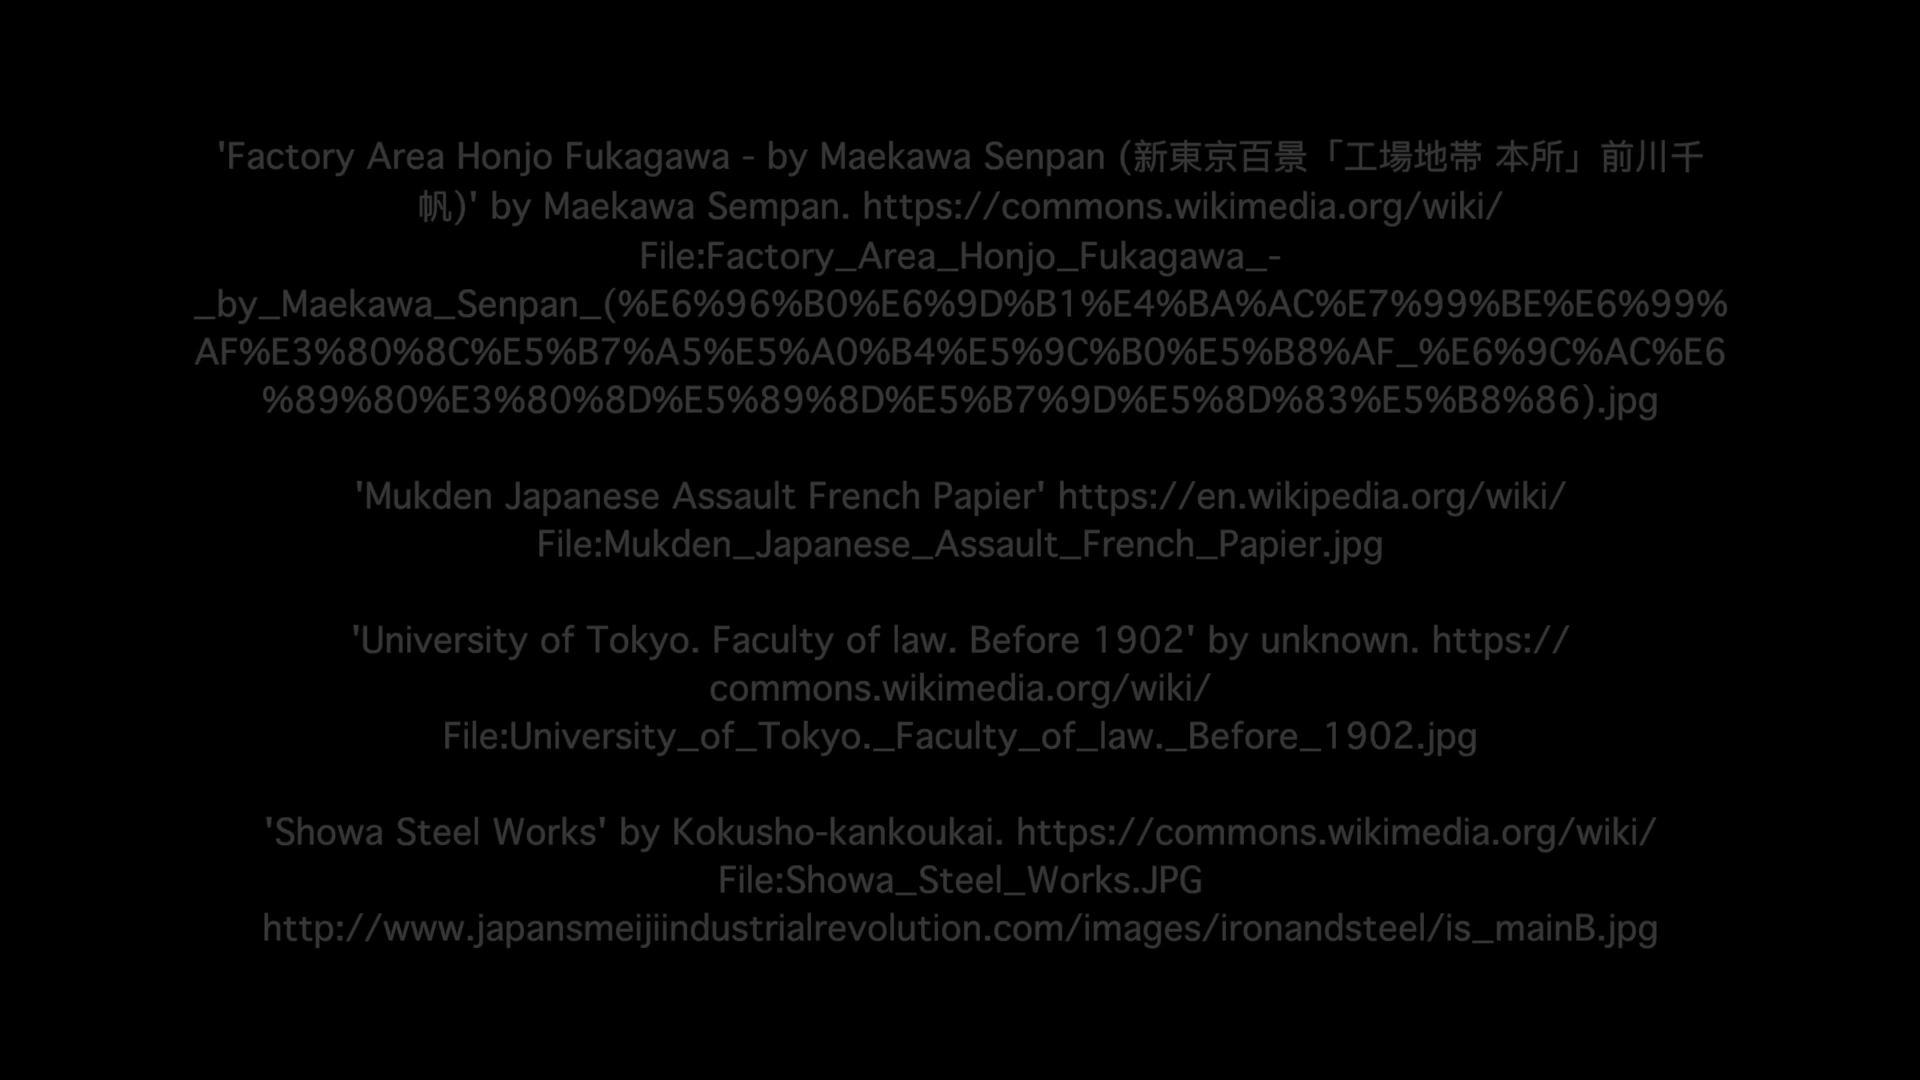 'Factory Area Honjo Fukagawa - by Maekawa Senpan (新東京百景「工場地帯 本所」前川千
帆)' by Maekawa Sempan. https://commons.wikimedia.org/wiki/
File:Factory_Area_Honjo_Fukagawa_-
_by_Maekawa_Senpan_(%E6%96%B0%E6%9D%B1%E4%BA%AC%E7%99%BE%E6%99%
AF%E3%80%8C%E5%B7%A5%E5%A0%B4%E5%9C%B0%E5%B8%AF_%E6%9C%AC%E6
%89%80%E3%80%8D%E5%89%8D%E5%B7%9D%E5%8D%83%E5%B8%86).jpg
'Mukden Japanese Assault French Papier' https://en.wikipedia.org/wiki/
File:Mukden_Japanese_Assault_French_Papier.jpg
'University of Tokyo. Faculty of law. Before 1902' by unknown. https://
commons.wikimedia.org/wiki/
File:University_of_Tokyo._Faculty_of_law._Before_1902.jpg
'Showa Steel Works' by Kokusho-kankoukai. https://commons.wikimedia.org/wiki/
File:Showa_Steel_Works.JPG
http://www.japansmeijiindustrialrevolution.com/images/ironandsteel/is_mainB.jpg